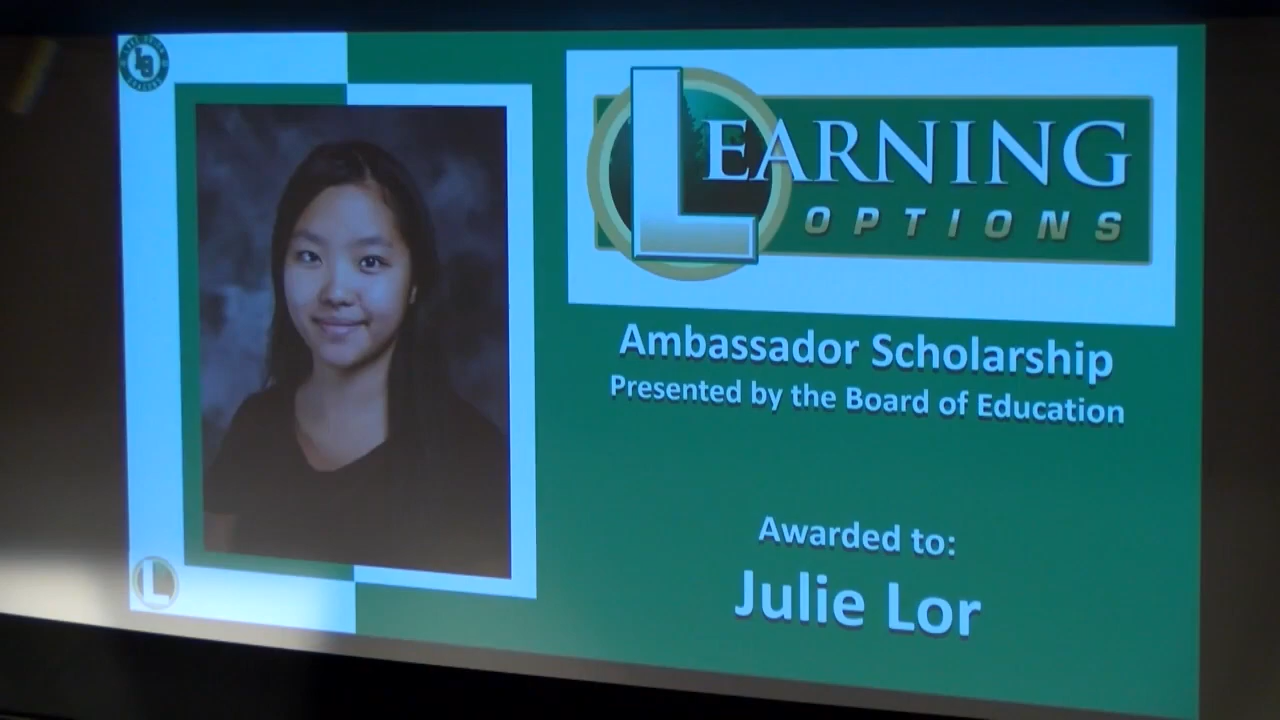 LEARNING
OPTIONS
Ambassador Scholarship
Presented by the Board of Education
Awarded to:
Julie Lor
L